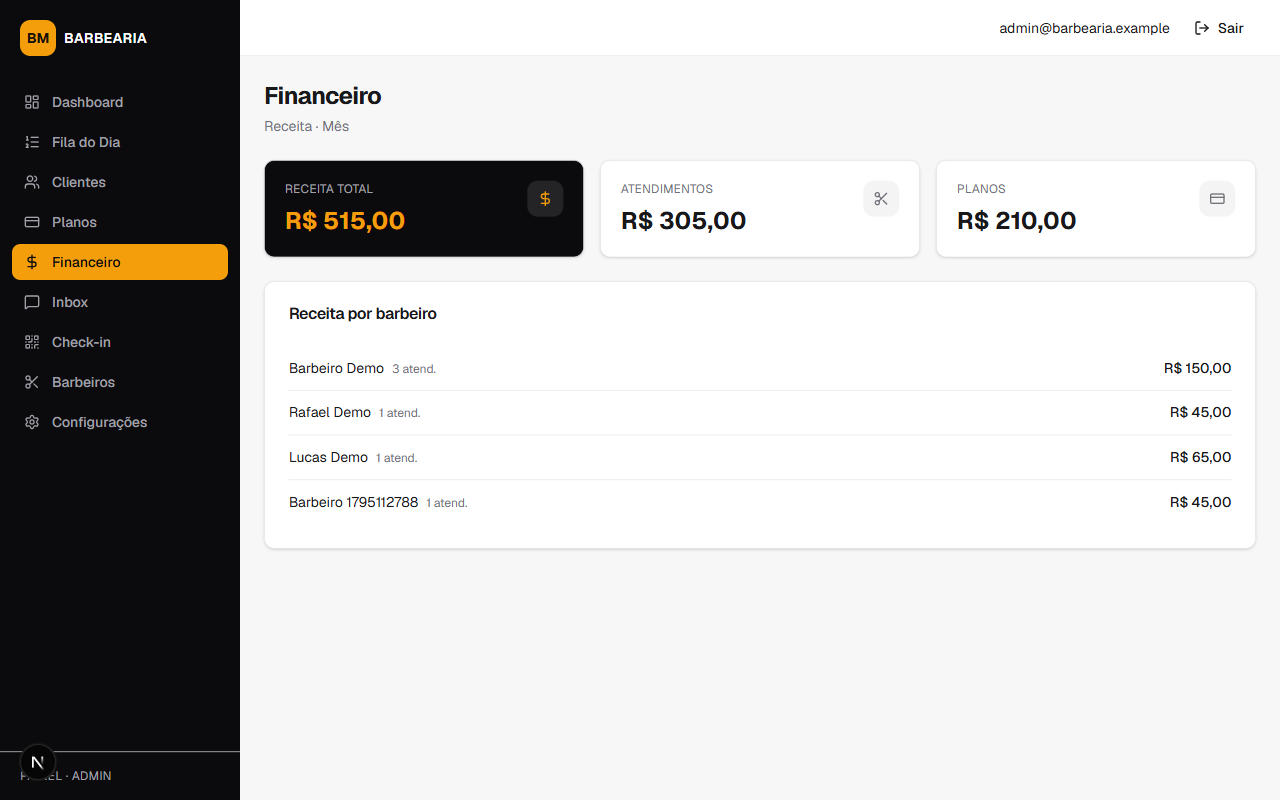 BM BARBEARIA
Dashboard
Fila do Dia
Clientes
Planos
Financeiro
Inbox
Check-in
Barbeiros
Configurações
N
· ADMIN
admin@barbearia.example Sair
Financeiro
Receita · Mês
RECEITA TOTAL
R$ 515,00
ATENDIMENTOS
R$ 305,00
PLANOS
R$ 210,00
Receita por barbeiro
Barbeiro Demo 3 atend. R$ 150,00
Rafael Demo 1 atend. R$ 45,00
Lucas Demo 1 atend. R$ 65,00
Barbeiro 1795112788 1 atend. R$ 45,00